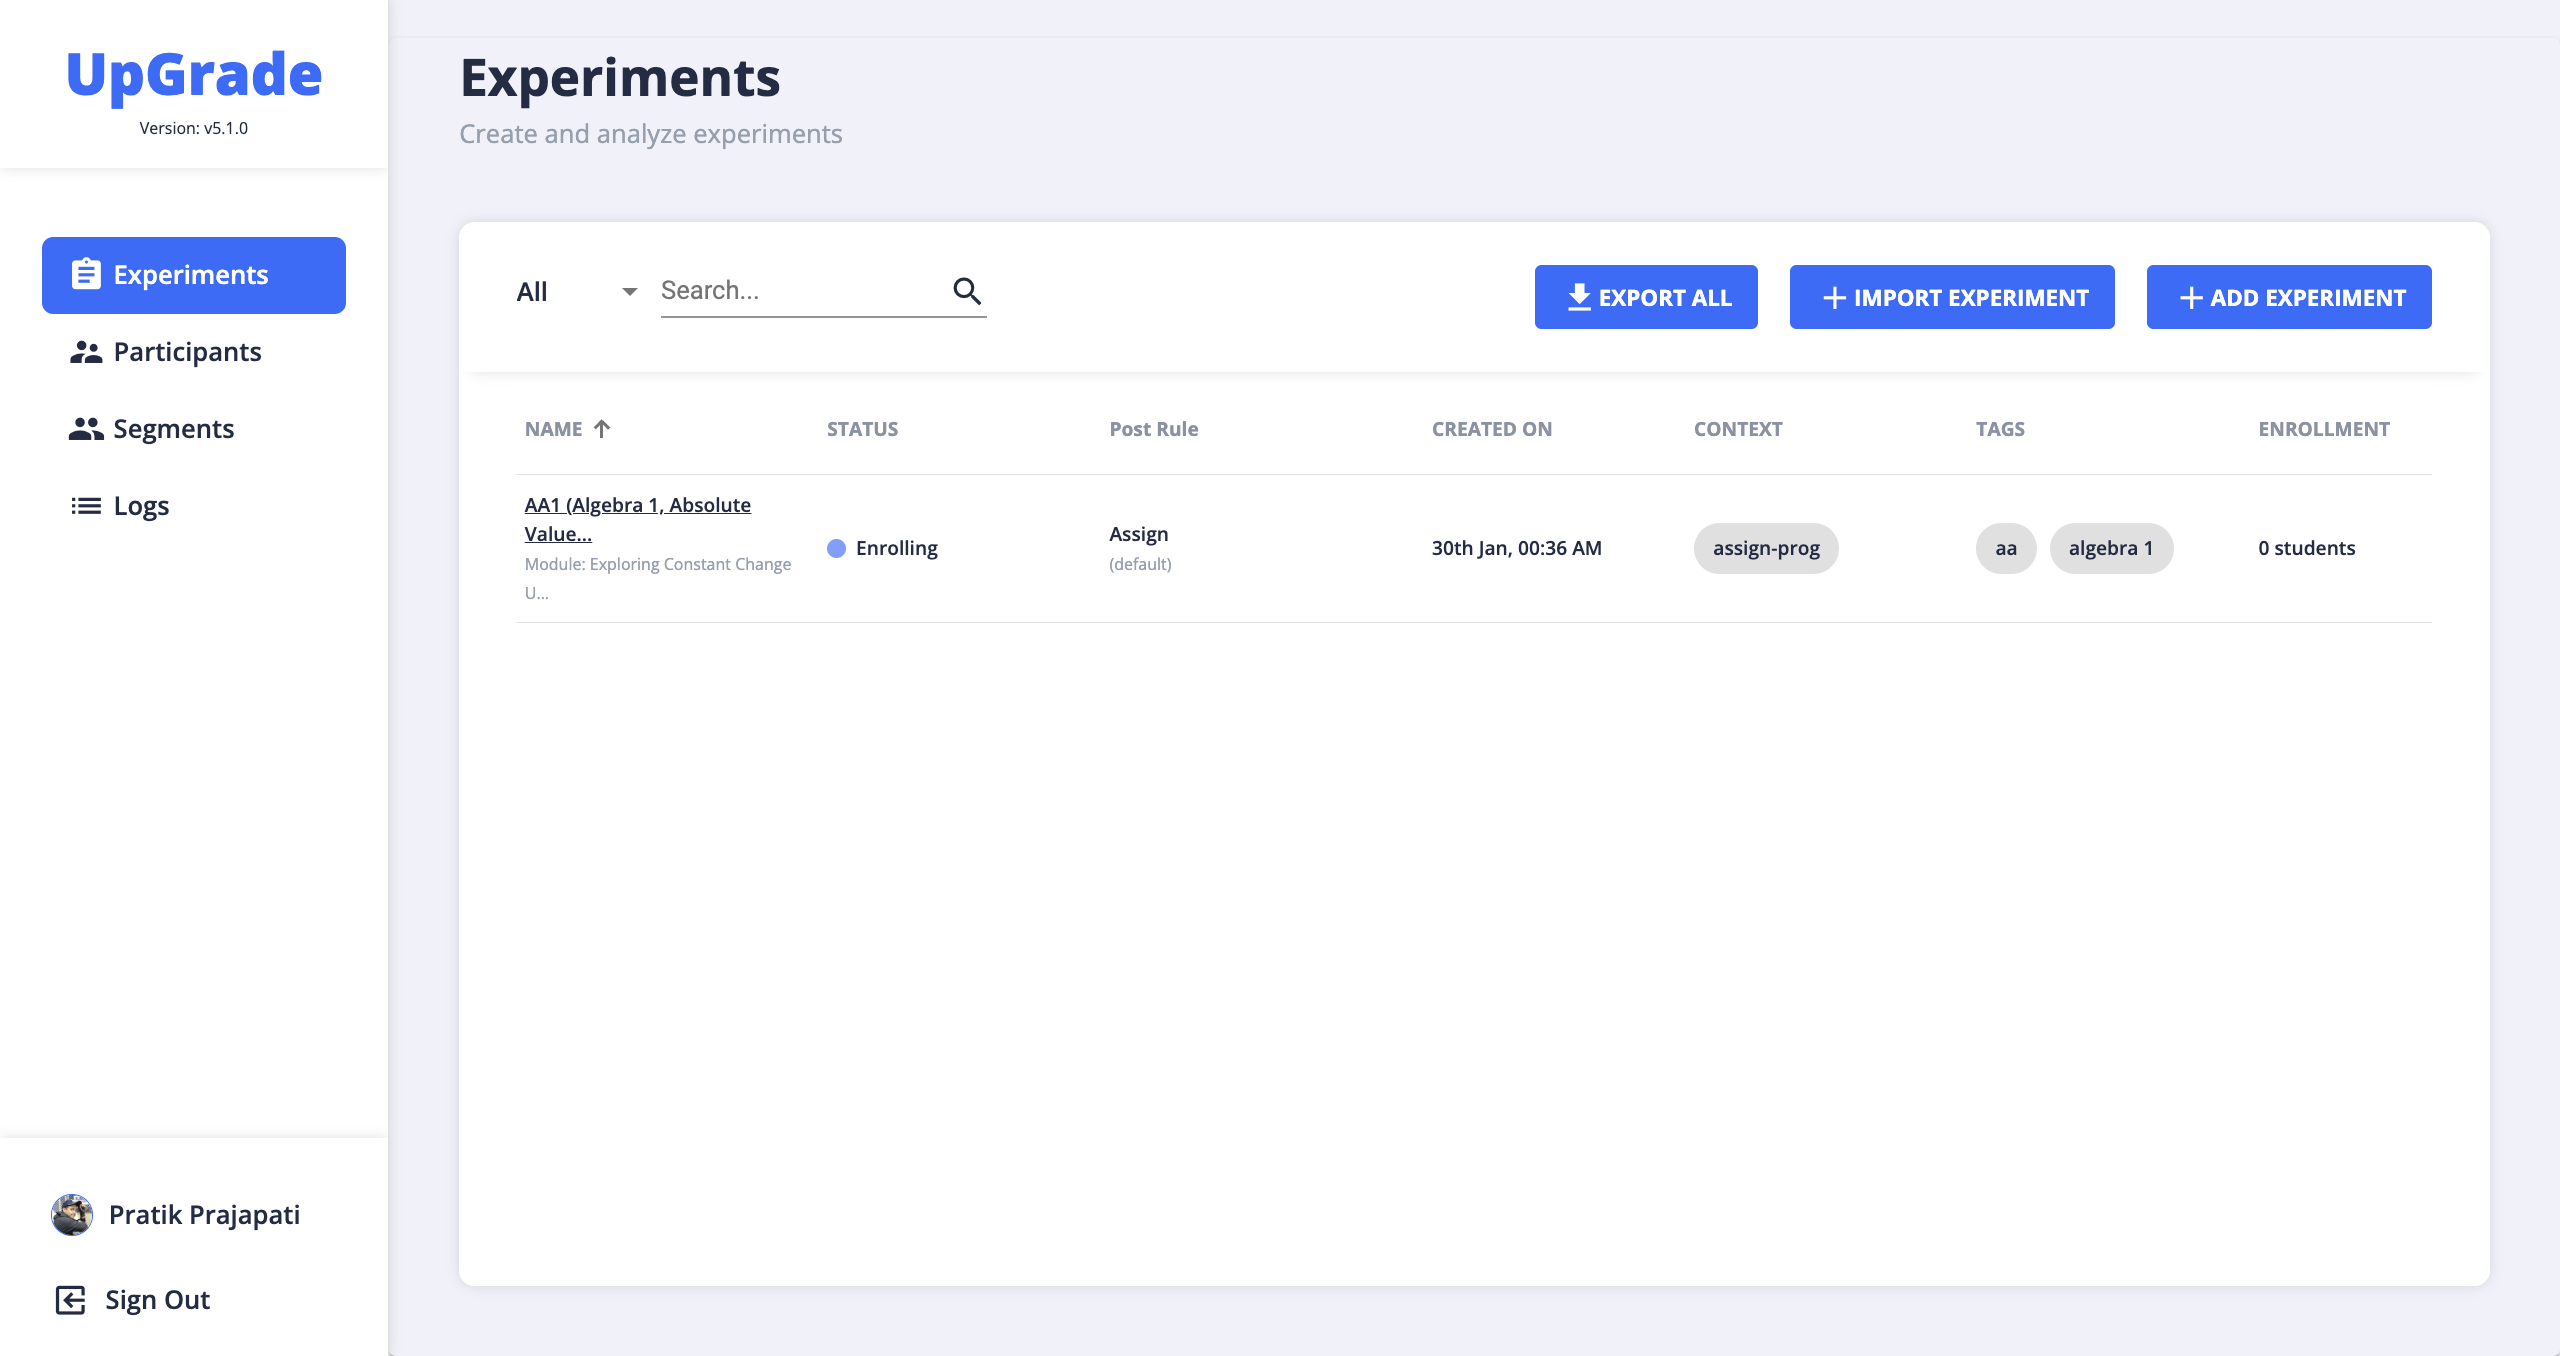 UpGrade
Version: v5.1.0
Experiments
Participants
Segments
Logs
Pratik Prajapati
Sign Out
Experiments
Create and analyze experiments
All
Search...
EXPORT ALL
IMPORT EXPERIMENT
ADD EXPERIMENT
NAME STATUS Post Rule CREATED ON CONTEXT TAGS ENROLLMENT
AA1 (Algebra 1, Absolute
Value...
Module: Exploring Constant Change
U...
Enrolling
Assign
(default)
30th Jan, 00:36 AM
assign-prog
aa
algebra 1
0 students